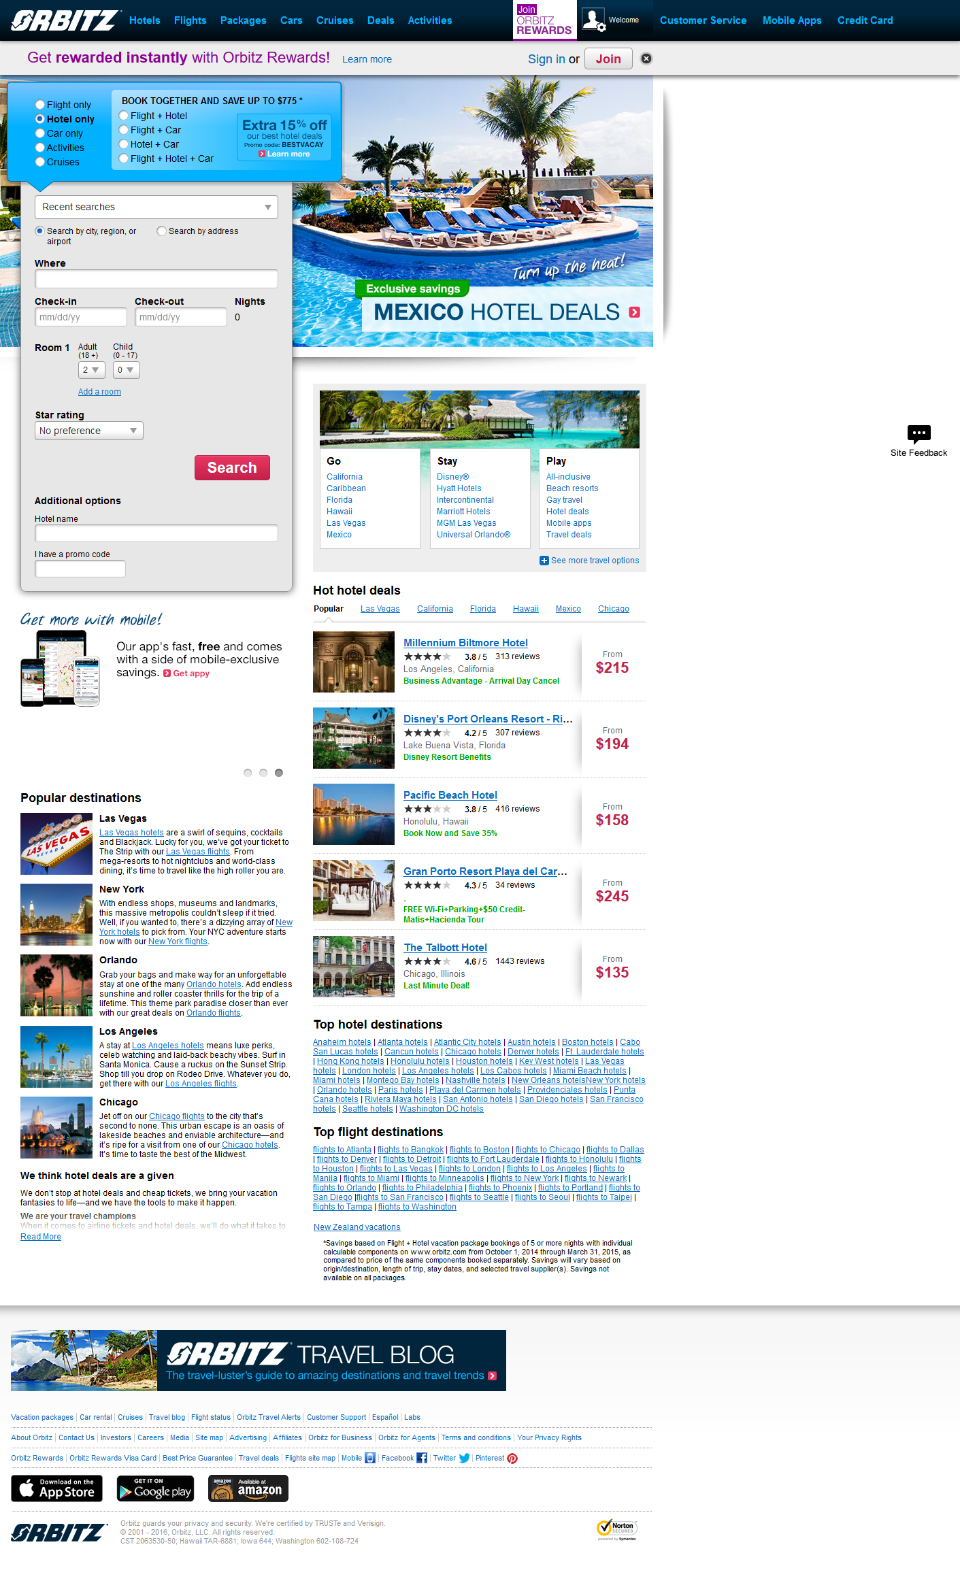 ORBITZ Hotels Flights Packages Cars Cruises Deals Activities Join ORBITZ REWARDS Welcome Customer Service Mobile Apps Credit Card
Get rewarded instantly with Orbitz Rewards! Learn more Sign in or Join
Flight only
Hotel only
Car only
Activities
Cruises
BOOK TOGETHER AND SAVE UP TO $775 *
Flight + Hotel
Flight + Car
Hotel + Car
Flight + Hotel + Car
Extra 15% off
our best hotel deals
Promo code: BESTVACAY
Learn more
Recent searches
Search by city, region, or airport
Search by address
Where
Check-in Check-out Nights
mm/dd/yy mm/dd/yy 0
Room 1 Adult (18 +) Child (0 - 17)
2 0
Add a room
Star rating
No preference
Search
Additional options
Hotel name
I have a promo code
Turn up the heat!
Exclusive savings
MEXICO HOTEL DEALS
Site Feedback
Go
California
Caribbean
Florida
Hawaii
Las Vegas
Mexico
Stay
Disney®
Hyatt Hotels
Intercontinental
Marriott Hotels
MGM Las Vegas
Universal Orlando®
Play
All-inclusive
Beach resorts
Gay travel
Hotel deals
Mobile apps
Travel deals
See more travel options
Get more with mobile!
Our app's fast, free and comes
with a side of mobile-exclusive
savings. Get appy
Hot hotel deals
Popular Las Vegas California Florida Hawaii Mexico Chicago
Millennium Biltmore Hotel
3.8 / 5 313 reviews
Los Angeles, California
Business Advantage - Arrival Day Cancel
From
$215
Disney's Port Orleans Resort - Ri...
4.2 / 5 307 reviews
Lake Buena Vista, Florida
Disney Resort Benefits
From
$194
Pacific Beach Hotel
3.8 / 5 416 reviews
Honolulu, Hawaii
Book Now and Save 35%
From
$158
Gran Porto Resort Playa del Car...
4.3 / 5 34 reviews
,
FREE Wi-Fi+Parking+$50 Credit-
Matis+Hacienda Tour
From
$245
The Talbott Hotel
4.6 / 5 1443 reviews
Chicago, Illinois
Last Minute Deal!
From
$135
Popular destinations
LAS VEGAS
NEVADA
Las Vegas
Las Vegas hotels are a swirl of sequins, cocktails
and Blackjack. Lucky for you, we've got your ticket to
The Strip with our Las Vegas flights. From
mega-resorts to hot nightclubs and world-class
dining, it's time to travel like the high roller you are.
New York
With endless shops, museums and landmarks,
this massive metropolis couldn't sleep if it tried.
Well, if you wanted to, there's a dizzying array of New
York hotels to pick from. Your NYC adventure starts
now with our New York flights.
Orlando
Grab your bags and make way for an unforgettable
stay at one of the many Orlando hotels. Add endless
sunshine and roller coaster thrills for the trip of a
lifetime. This theme park paradise closer than ever
with our great deals on Orlando flights.
Los Angeles
A stay at Los Angeles hotels means luxe perks,
celeb watching and laid-back beachy vibes. Surf in
Santa Monica. Cause a ruckus on the Sunset Strip.
Shop till you drop on Rodeo Drive. Whatever you do,
get there with our Los Angeles flights.
Chicago
Jet off on our Chicago flights to the city that's
second to none. This urban escape is an oasis of
lakeside beaches and enviable architecture—and
it's ripe for a visit from one of our Chicago hotels.
It's time to taste the best of the Midwest.
We think hotel deals are a given
We don't stop at hotel deals and cheap tickets, we bring your vacation
fantasies to life—and we have the tools to make it happen.
We are your travel champions
When it comes to airline tickets and hotel deals, we'll do what it takes to
Read More
Top hotel destinations
Anaheim hotels | Atlanta hotels | Atlantic City hotels | Austin hotels | Boston hotels | Cabo
San Lucas hotels | Cancun hotels | Chicago hotels | Denver hotels | Ft. Lauderdale hotels
| Hong Kong hotels | Honolulu hotels | Houston hotels | Key West hotels | Las Vegas
hotels | London hotels | Los Angeles hotels | Los Cabos hotels | Miami Beach hotels |
Miami hotels | Montego Bay hotels | Nashville hotels | New Orleans hotelsNew York hotels
| Orlando hotels | Paris hotels | Playa del Carmen hotels | Providenciales hotels | Punta
Cana hotels | Riviera Maya hotels | San Antonio hotels | San Diego hotels | San Francisco
hotels | Seattle hotels | Washington DC hotels
Top flight destinations
flights to Atlanta | flights to Bangkok | flights to Boston | flights to Chicago | flights to Dallas
| flights to Denver | flights to Detroit | flights to Fort Lauderdale | flights to Honolulu | flights
to Houston | flights to Las Vegas | flights to London | flights to Los Angeles | flights to
Manila | flights to Miami | flights to Minneapolis | flights to New York | flights to Newark |
flights to Orlando | flights to Philadelphia | flights to Phoenix | flights to Portland | flights to
San Diego |flights to San Francisco | flights to Seattle | flights to Seoul | flights to Taipei |
flights to Tampa | flights to Washington
New Zealand vacations
*Savings based on Flight + Hotel vacation package bookings of 5 or more nights with individual
calculable components on www.orbitz.com from October 1, 2014 through March 31, 2015, as
compared to price of the same components booked separately. Savings will vary based on
origin/destination, length of trip, stay dates, and selected travel supplier(s). Savings not
available on all packages.
ORBITZ TRAVEL BLOG
The travel-luster's guide to amazing destinations and travel trends
Vacation packages | Car rental | Cruises | Travel blog | Flight status | Orbitz Travel Alerts | Customer Support | Español | Labs
About Orbitz | Contact Us | Investors | Careers | Media | Site map | Advertising | Affiliates | Orbitz for Business | Orbitz for Agents | Terms and conditions | Your Privacy Rights
Orbitz Rewards | Orbitz Rewards Visa Card | Best Price Guarantee | Travel deals | Flights site map | Mobile | Facebook | Twitter | Pinterest
Download on the App Store
GET IT ON Google play
Available at amazon
ORBITZ
Orbitz guards your privacy and security. We're certified by TRUSTe and Verisign.
© 2001 - 2016, Orbitz, LLC. All rights reserved.
CST 2063530-50; Hawaii TAR-6881; Iowa 644; Washington 602-108-724
Norton
SECURED
powered by Symantec